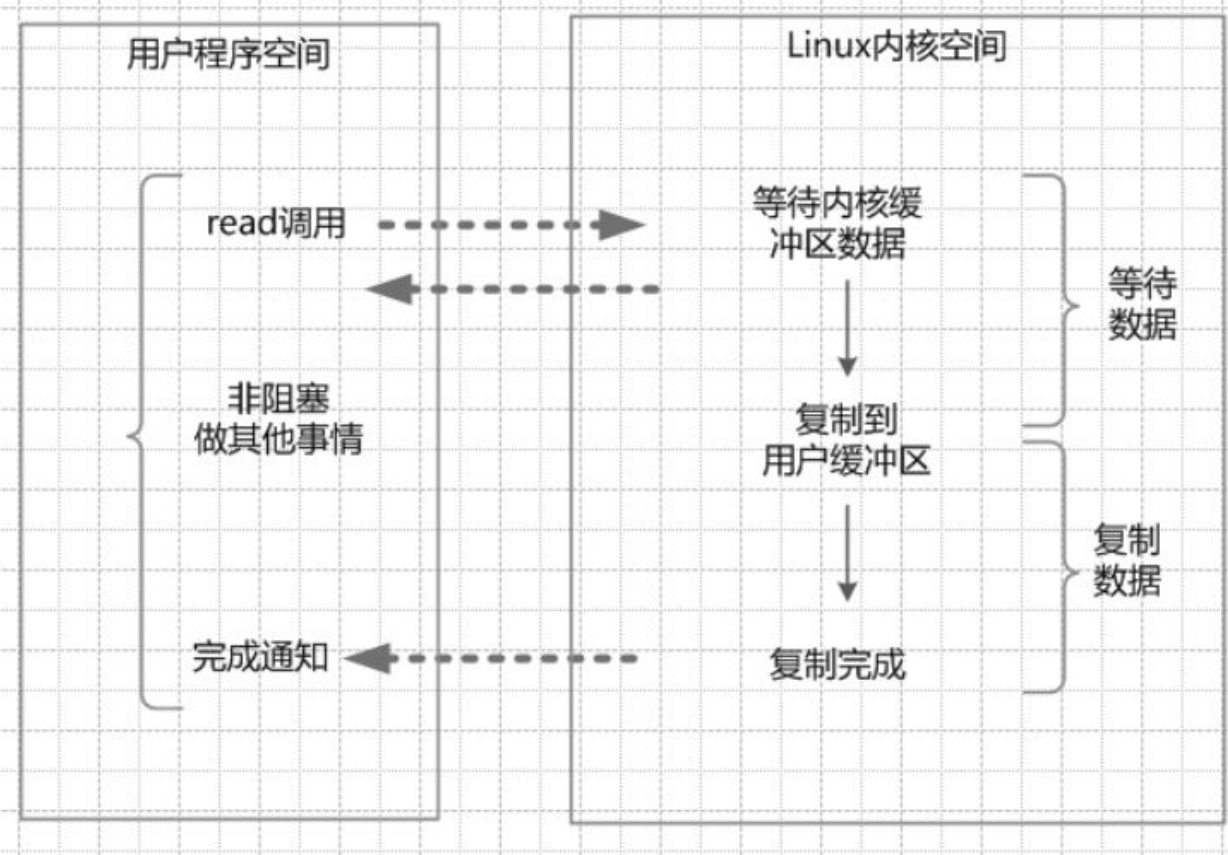 用户程序空间
Linux内核空间
read调用
等待内核缓
冲区数据
等待
数据
非阻塞
做其他事情
复制到
用户缓冲区
复制
数据
完成通知
复制完成